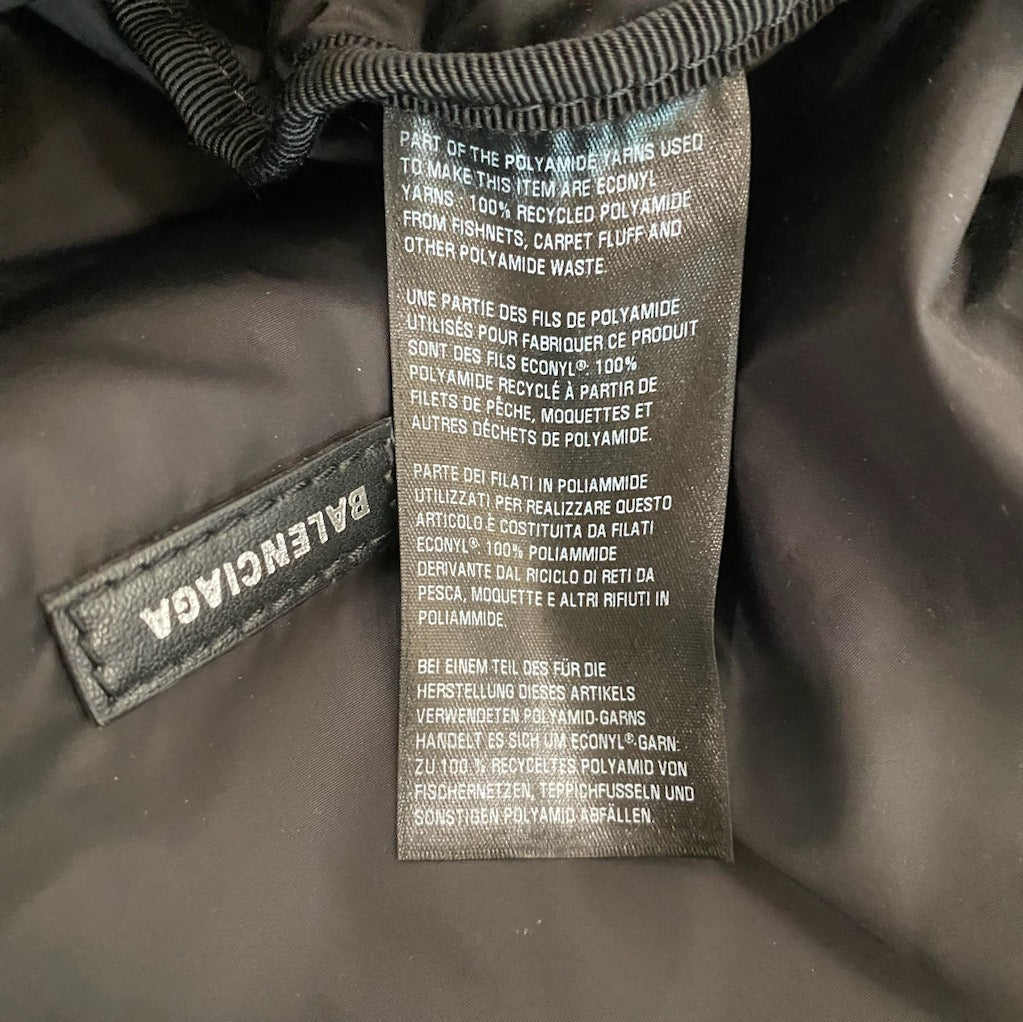 PART OF THE POLYAMIDE YARNS USED
TO MAKE THIS ITEM ARE ECONYL
YARNS 100% RECYCLED POLYAMIDE
FROM FISHNETS, CARPET FLUFF AND
OTHER POLYAMIDE WASTE.
UNE PARTIE DES FILS DE POLYAMIDE
UTILISÉS POUR FABRIQUER CE PRODUIT
SONT DES FILS ECONYL®: 100%
POLYAMIDE RECYCLÉ À PARTIR DE
FILETS DE PÊCHE, MOQUETTES ET
AUTRES DÉCHETS DE POLYAMIDE.
PARTE DEI FILATI IN POLIAMMIDE
UTILIZZATI PER REALIZZARE QUESTO
ARTICOLO È COSTITUITA DA FILATI
ECONYL® 100% POLIAMMIDE
DERIVANTE DAL RICICLO DI RETI DA
PESCA, MOQUETTE E ALTRI RIFIUTI IN
POLIAMMIDE.
BEI EINEM TEIL DES FÜR DIE
HERSTELLUNG DIESES ARTIKELS
VERWENDETEN POLYAMID-GARNS
HANDELT ES SICH UM ECONYL®-GARN:
ZU 100 % RECYCELTES POLYAMID VON
FISCHERNETZEN, TEPPICHFUSSELN UND
SONSTIGEN POLYAMID ABFÄLLEN.
BALENCIAGA